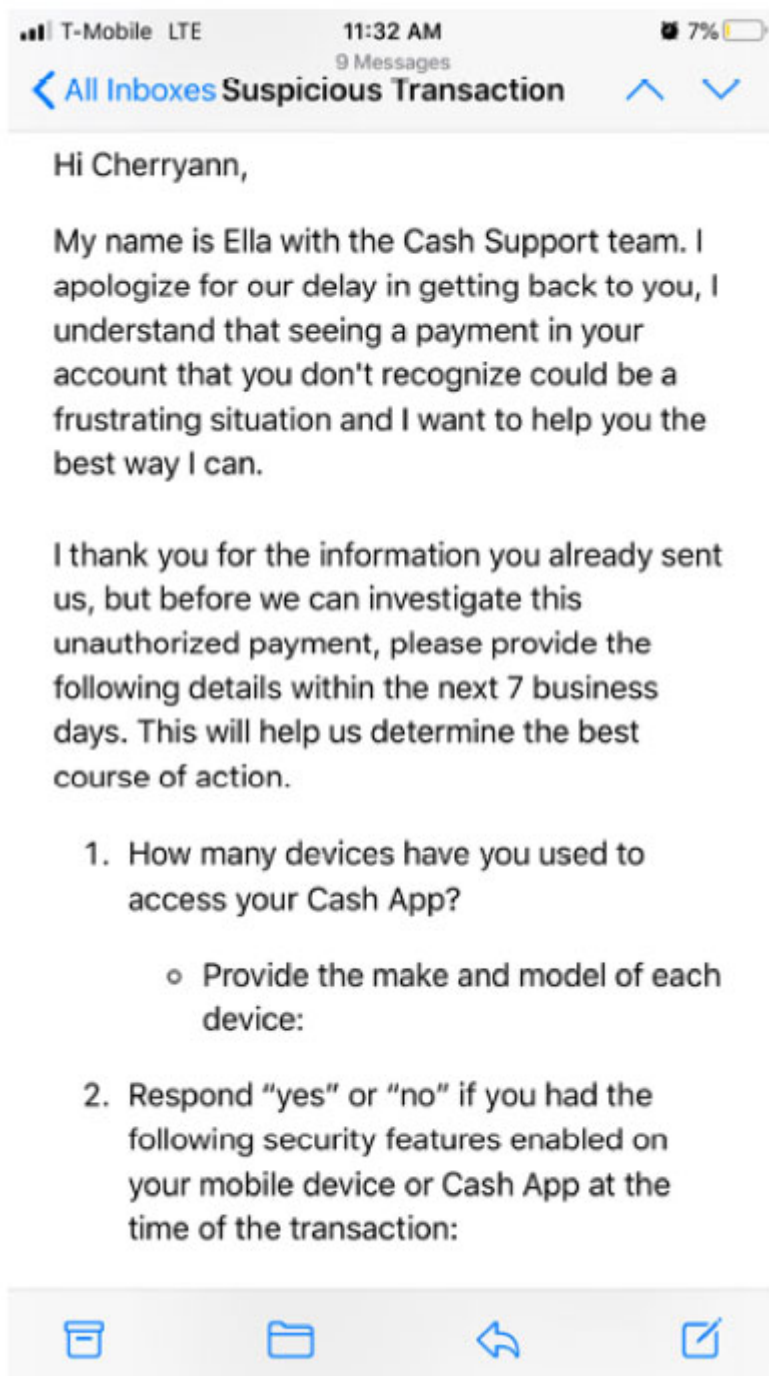 T-Mobile LTE 11:32 AM 7%
9 Messages
All Inboxes Suspicious Transaction
Hi Cherryann,
My name is Ella with the Cash Support team. I
apologize for our delay in getting back to you, I
understand that seeing a payment in your
account that you don't recognize could be a
frustrating situation and I want to help you the
best way I can.
I thank you for the information you already sent
us, but before we can investigate this
unauthorized payment, please provide the
following details within the next 7 business
days. This will help us determine the best
course of action.
1. How many devices have you used to
access your Cash App?
○ Provide the make and model of each
device:
2. Respond “yes” or “no” if you had the
following security features enabled on
your mobile device or Cash App at the
time of the transaction: